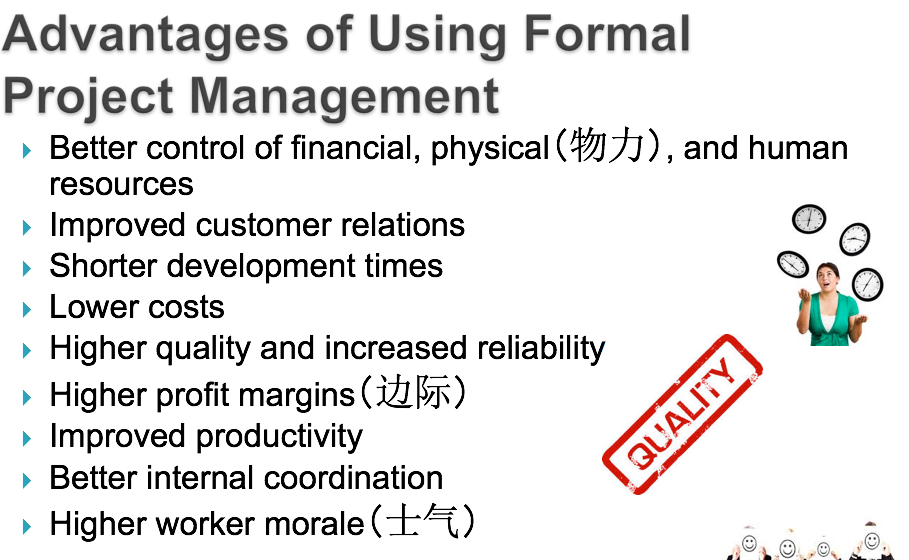 Advantages of Using Formal
Project Management
Better control of financial, physical（物力）, and human
resources
Improved customer relations
Shorter development times
Lower costs
Higher quality and increased reliability
Higher profit margins（边际）
Improved productivity
Better internal coordination
Higher worker morale（士气）
QUALITY